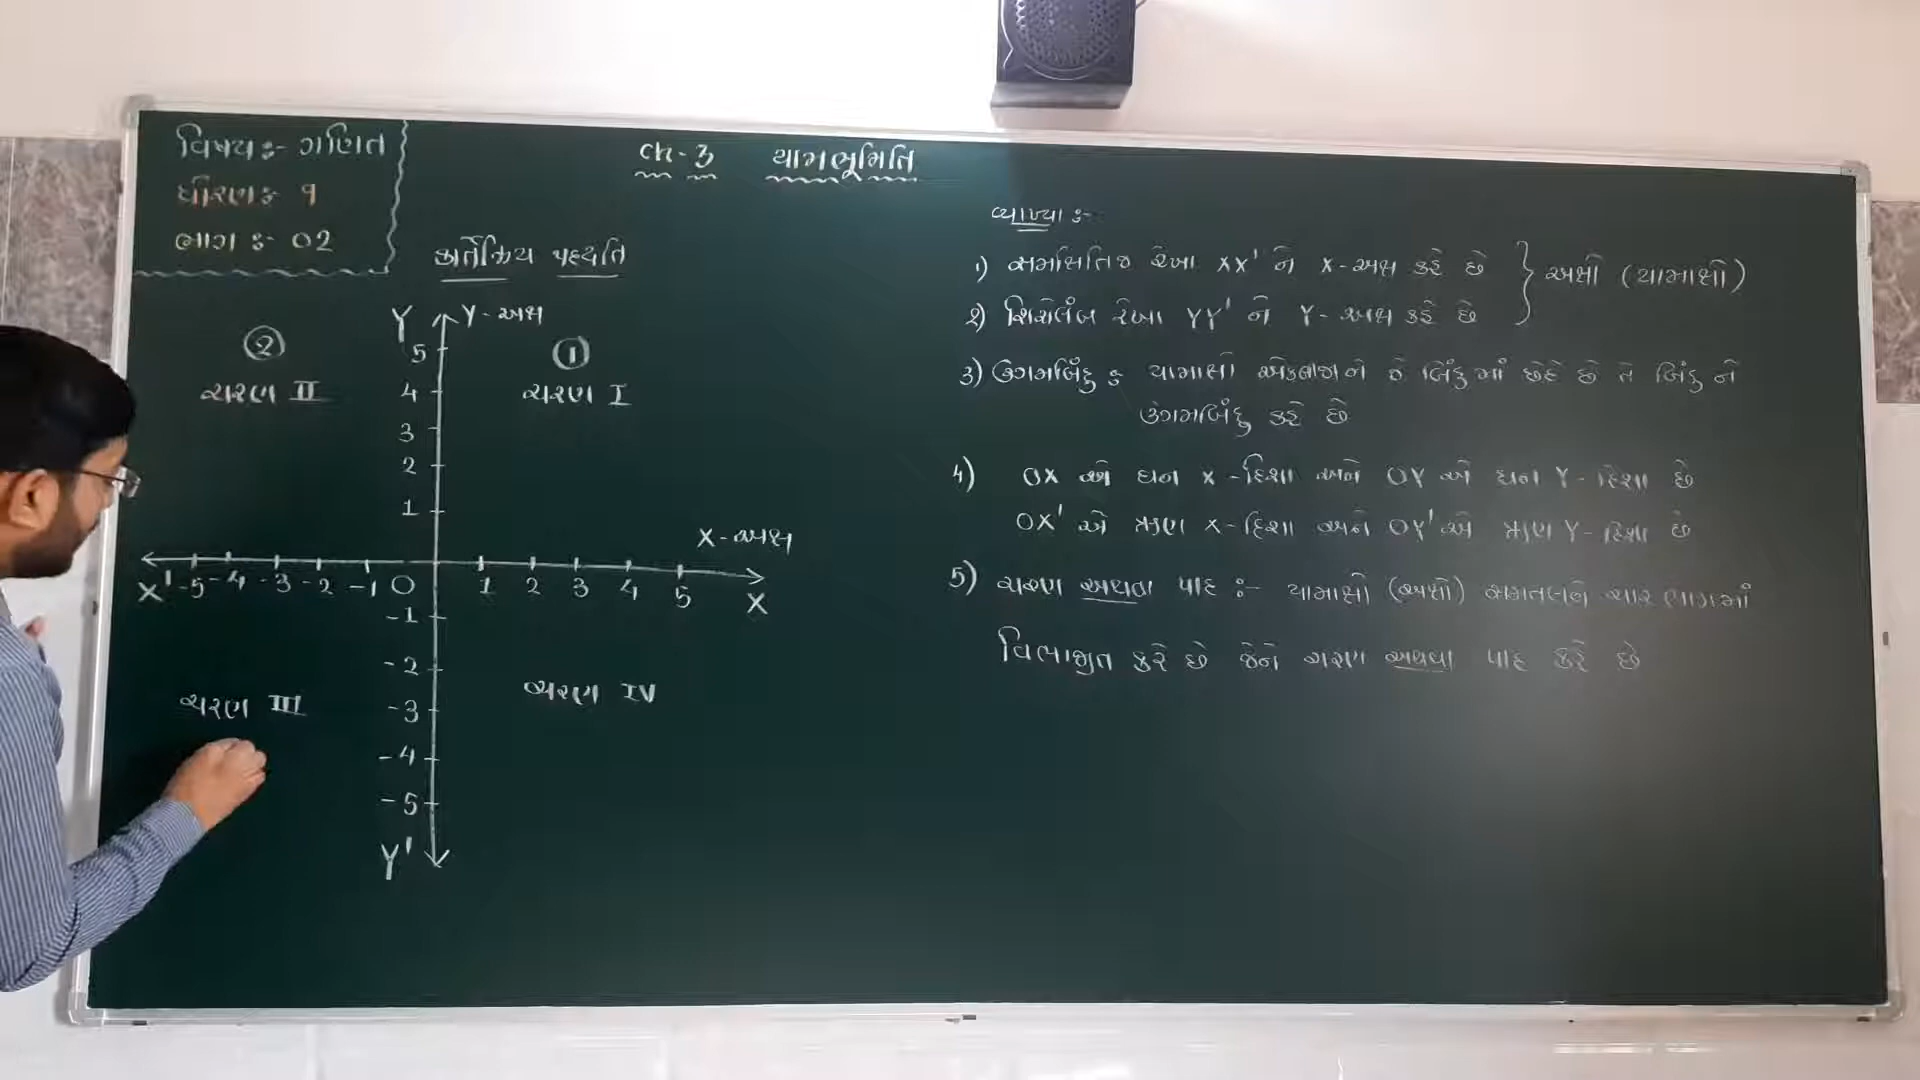 વિષયઃ- ગણિત
ધોરણઃ ૧
ભાગ ઃ- ૦૨
Ch-3 યામભૂમિતિ
કાર્તેઝિય પદ્ધતિ
Y Y-અક્ષ
② ①
ચરણ II ચરણ I
5
4
3
2
1
X-અક્ષ
X' -5 -4 -3 -2 -1 O 1 2 3 4 5 X
-1
-2
-3
-4
-5
Y'
ચરણ III ચરણ IV
વ્યાખ્યા ઃ-
1) સમક્ષિતિજ રેખા XX' ને X-અક્ષ કહે છે } અક્ષો (યામાક્ષો)
2) શિરોલંબ રેખા YY' ને Y-અક્ષ કહે છે
3) ઉગમબિંદુ ઃ યામાક્ષો એકબીજાને જે બિંદુમાં છેદે છે તે બિંદુ ને
ઉગમબિંદુ કહે છે
4) OX એ ધન X-દિશા અને OY એ ધન Y-દિશા છે
OX' એ ઋણ X-દિશા અને OY' એ ઋણ Y-દિશા છે
5) ચરણ અથવા પાદ ઃ- યામાક્ષો (અક્ષો) સમતલને ચાર ભાગમાં
વિભાજીત કરે છે જેને ચરણ અથવા પાદ કહે છે